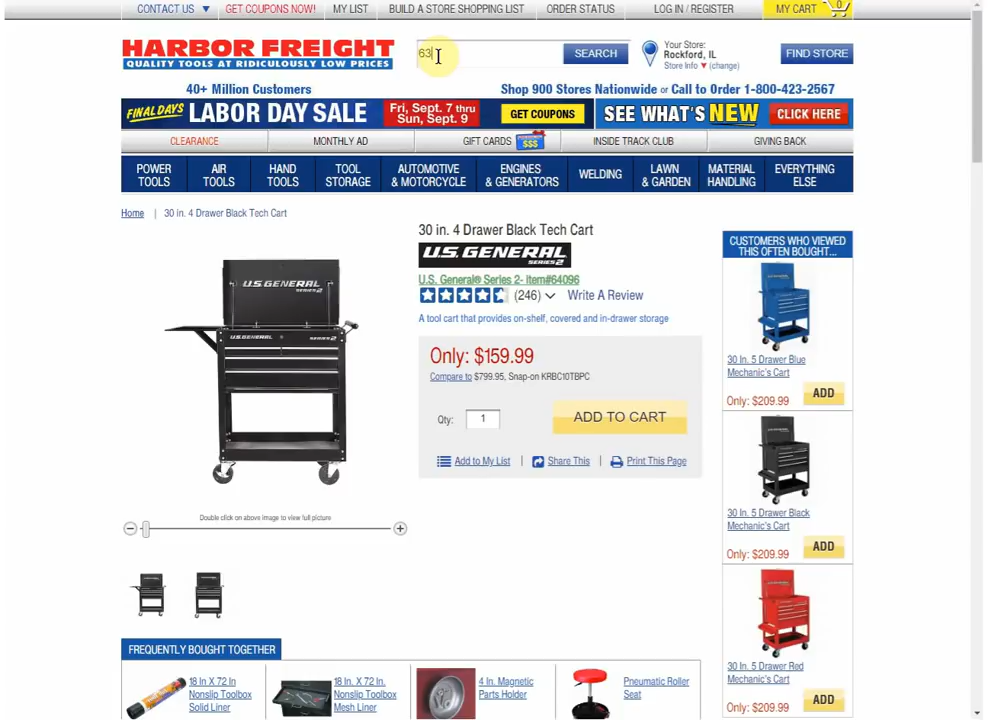 CONTACT US ▼ GET COUPONS NOW! MY LIST BUILD A STORE SHOPPING LIST ORDER STATUS LOG IN / REGISTER MY CART 0
HARBOR FREIGHT
QUALITY TOOLS AT RIDICULOUSLY LOW PRICES
63
SEARCH
Your Store:
Rockford, IL
Store Info ▼ (change)
FIND STORE
40+ Million Customers
Shop 900 Stores Nationwide or Call to Order 1-800-423-2567
FINAL DAYS LABOR DAY SALE
Fri, Sept. 7 thru
Sun, Sept. 9
GET COUPONS
SEE WHAT'S NEW CLICK HERE
CLEARANCE MONTHLY AD GIFT CARDS $$$ INSIDE TRACK CLUB GIVING BACK
POWER
TOOLS
AIR
TOOLS
HAND
TOOLS
TOOL
STORAGE
AUTOMOTIVE
& MOTORCYCLE
ENGINES
& GENERATORS
WELDING
LAWN
& GARDEN
MATERIAL
HANDLING
EVERYTHING
ELSE
Home | 30 in. 4 Drawer Black Tech Cart
U.S. GENERAL
SERIES 2
U.S. GENERAL SERIES 2
Double click on above image to view full picture
30 in. 4 Drawer Black Tech Cart
U.S. GENERAL
SERIES 2
U.S. General® Series 2- Item#64096
(246) Write A Review
A tool cart that provides on-shelf, covered and in-drawer storage
Only: $159.99
Compare to $799.95, Snap-on KRBC10TBPC
Qty: 1 ADD TO CART
Add to My List | Share This | Print This Page
CUSTOMERS WHO VIEWED
THIS OFTEN BOUGHT...
30 In. 5 Drawer Blue
Mechanic's Cart
Only: $209.99 ADD
30 In. 5 Drawer Black
Mechanic's Cart
Only: $209.99 ADD
30 In. 5 Drawer Red
Mechanic's Cart
Only: $209.99 ADD
FREQUENTLY BOUGHT TOGETHER
18 In X 72 In
Nonslip Toolbox
Solid Liner
18 In. X 72 In.
Nonslip Toolbox
Mesh Liner
4 In. Magnetic
Parts Holder
Pneumatic Roller
Seat